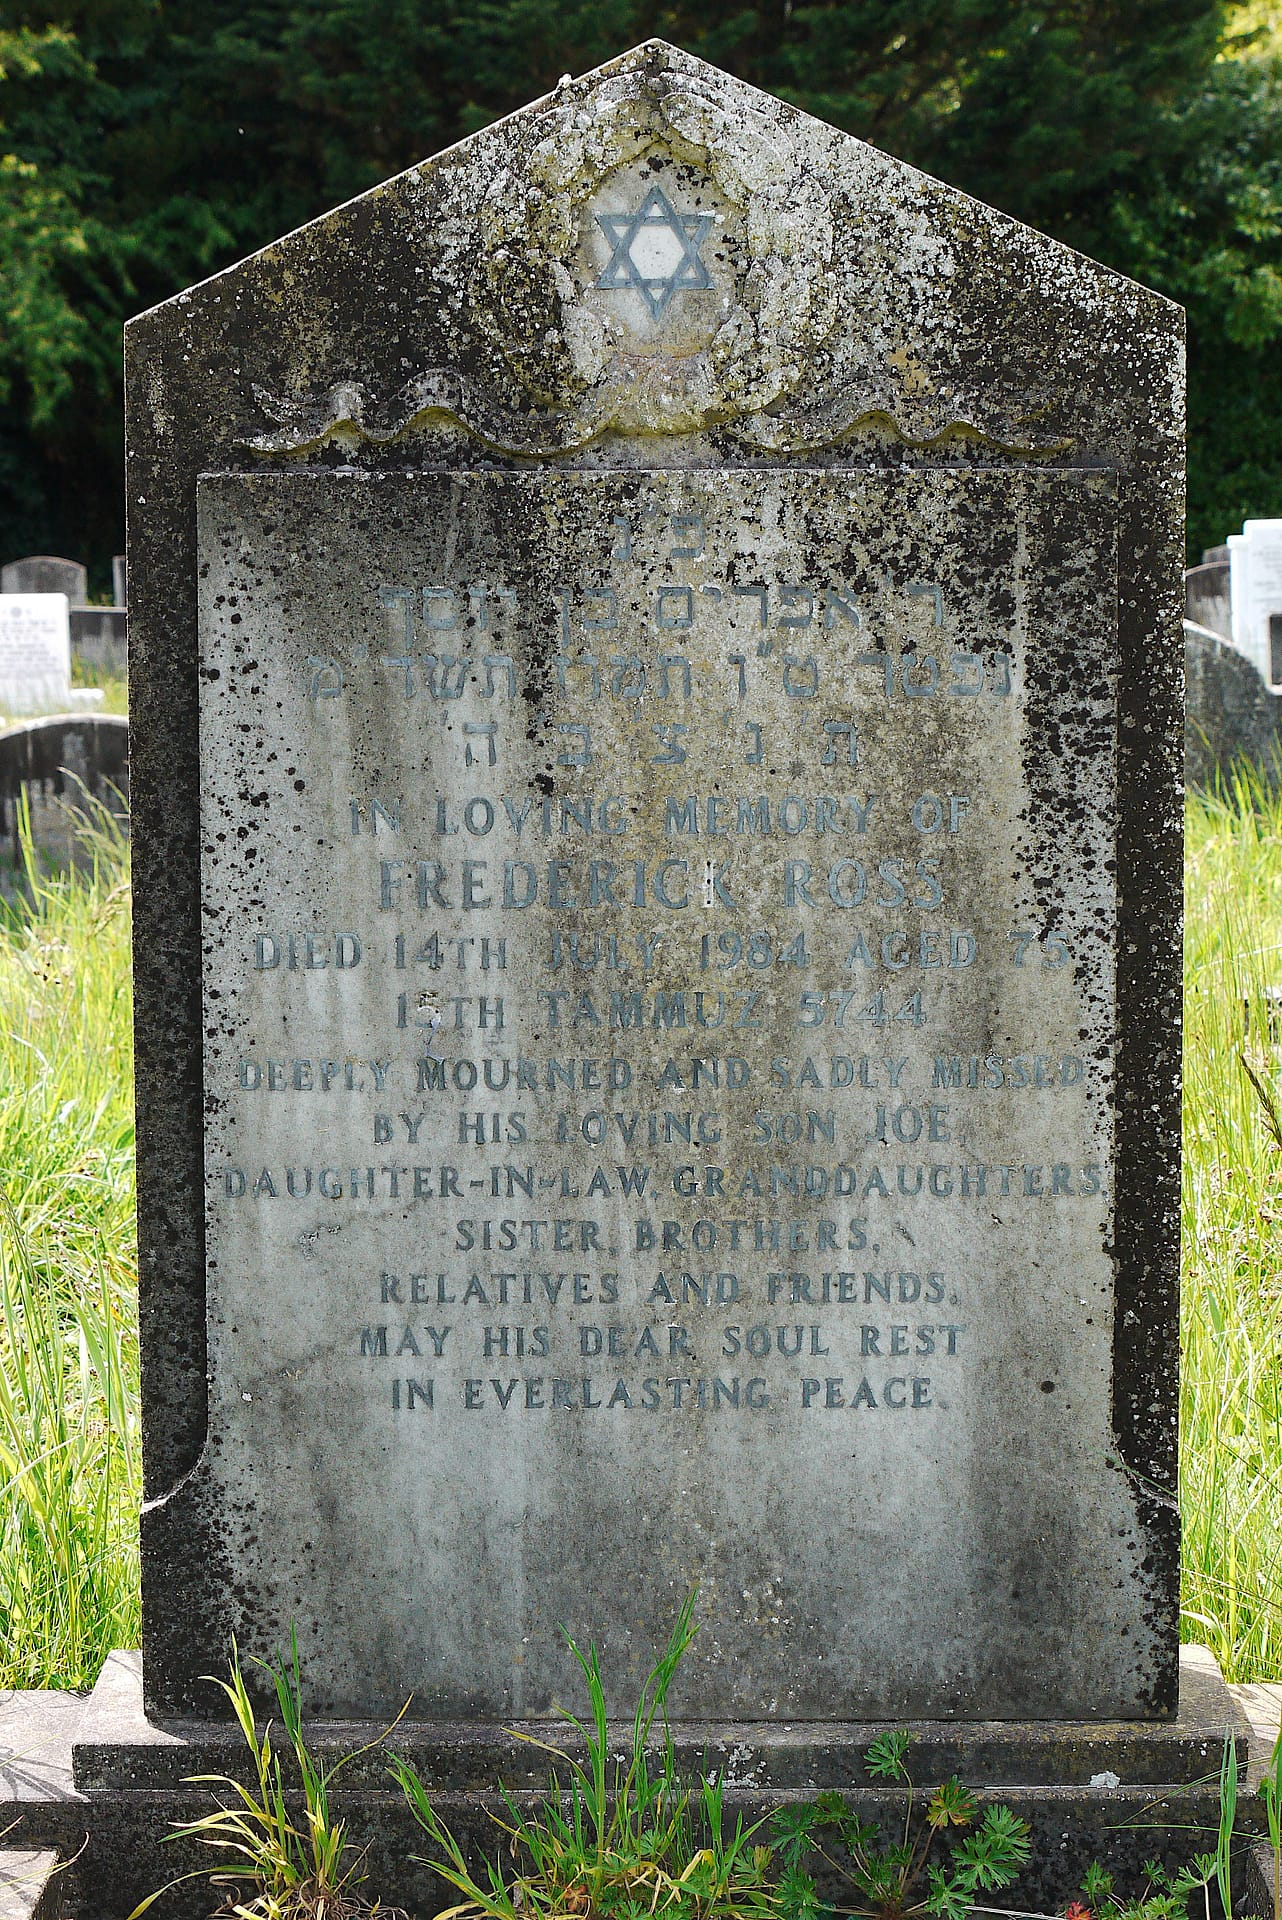 פ״נ
ר׳ אפרים בן יוסף
נפטר ט״ו תמוז תשד״מ
ת׳ נ׳ צ׳ ב׳ ה׳
IN LOVING MEMORY OF
FREDERICK ROSS
DIED 14TH JULY 1984 AGED 75
15TH TAMMUZ 5744
DEEPLY MOURNED AND SADLY MISSED
BY HIS LOVING SON JOE,
DAUGHTER-IN-LAW, GRANDDAUGHTERS,
SISTER, BROTHERS,
RELATIVES AND FRIENDS.
MAY HIS DEAR SOUL REST
IN EVERLASTING PEACE.